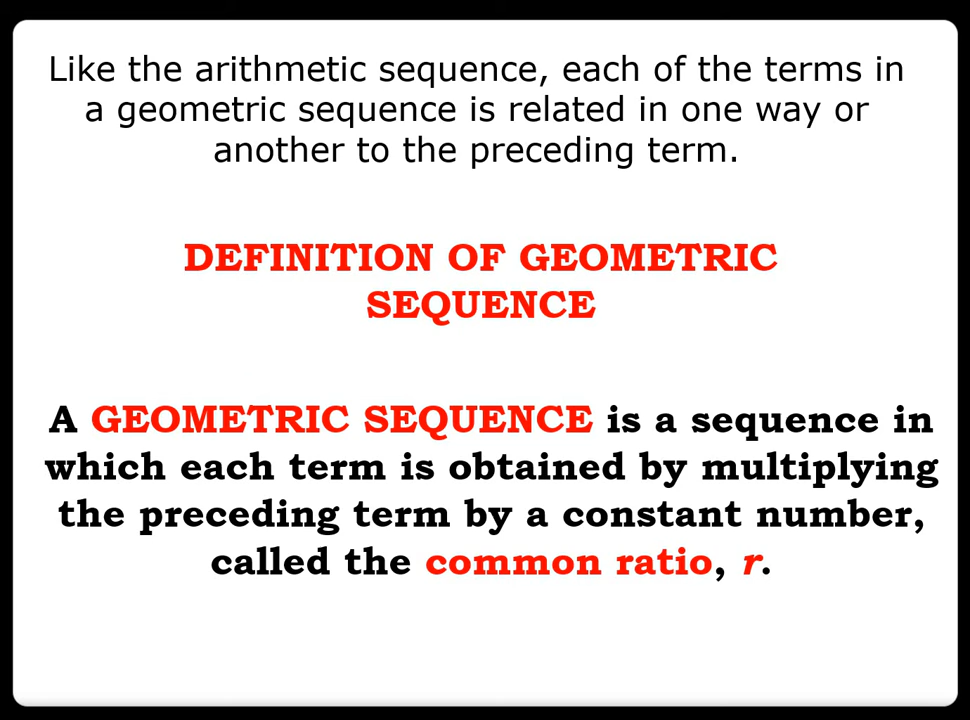 Like the arithmetic sequence, each of the terms in
a geometric sequence is related in one way or
another to the preceding term.
DEFINITION OF GEOMETRIC
SEQUENCE
A GEOMETRIC SEQUENCE is a sequence in
which each term is obtained by multiplying
the preceding term by a constant number,
called the common ratio, r.